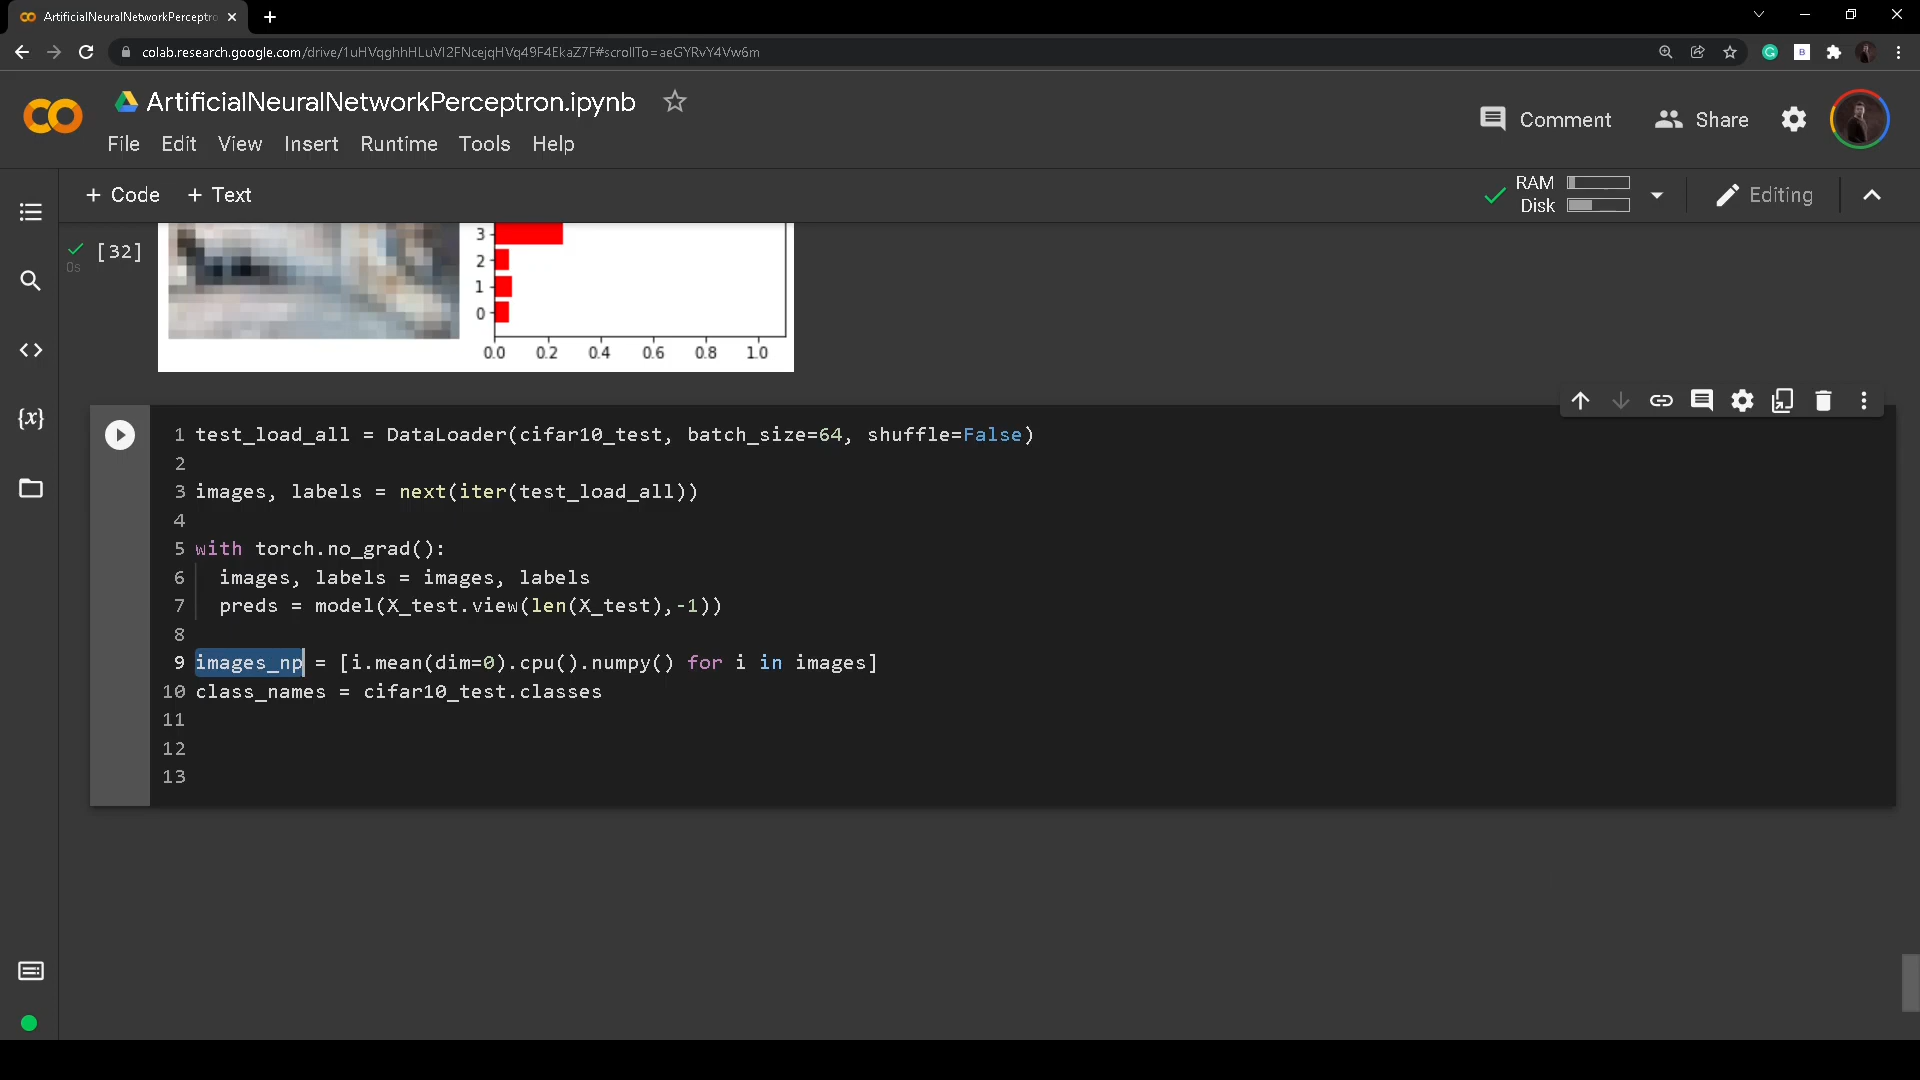 ArtificialNeuralNetworkPerceptro
colab.research.google.com/drive/1uHVqghhHLuVI2FNcejqHVq49F4EkaZ7F#scrollTo=aeGYRvY4Vw6m
ArtificialNeuralNetworkPerceptron.ipynb
Comment
Share
File Edit View Insert Runtime Tools Help
+ Code + Text
RAM
Disk
Editing
[32]
0s
3
2
1
0
0.0 0.2 0.4 0.6 0.8 1.0
{x}
1 test_load_all = DataLoader(cifar10_test, batch_size=64, shuffle=False)
2
3 images, labels = next(iter(test_load_all))
4
5 with torch.no_grad():
6 images, labels = images, labels
7 preds = model(X_test.view(len(X_test),-1))
8
9 images_np = [i.mean(dim=0).cpu().numpy() for i in images]
10 class_names = cifar10_test.classes
11
12
13